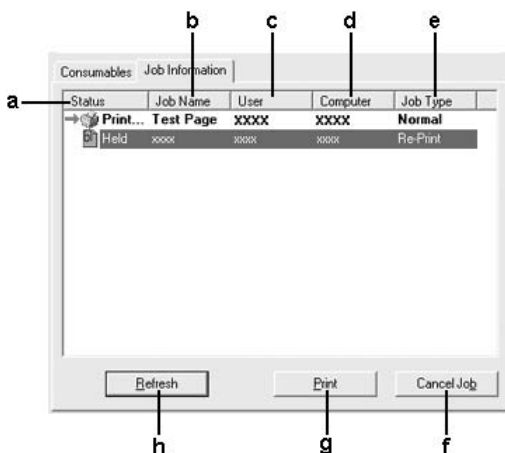 b c d e
Consumables Job Information
a Status Job Name User Computer Job Type
Print... Test Page xxxx xxxx Normal
Held xxxx xxxx xxxx Re-Print
Refresh Print Cancel Job
h g f